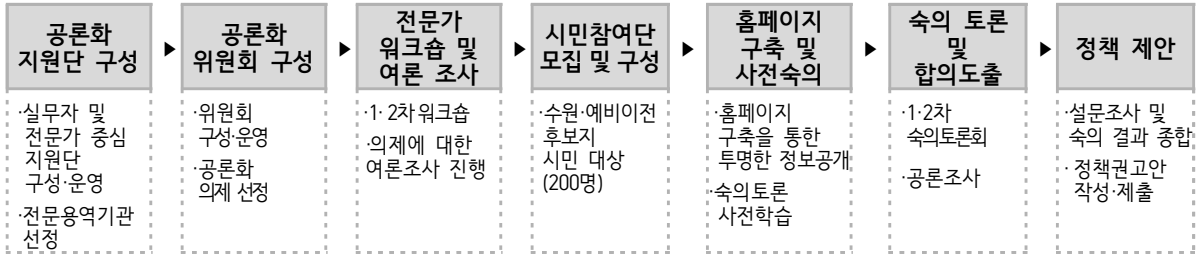 공론화
지원단 구성
▶
공론화
위원회 구성
▶
전문가
워크숍 및
여론 조사
▶
시민참여단
모집 및 구성
▶
홈페이지
구축 및
사전숙의
▶
숙의 토론
및
합의도출
▶
정책 제안
·실무자 및
전문가 중심
지원단
구성·운영
·전문용역기관
선정
·위원회
구성·운영
·공론화
의제 선정
·1· 2차 워크숍
·의제에 대한
여론조사 진행
·수원·예비이전
후보지
시민 대상
(200명)
·홈페이지
구축을 통한
투명한 정보공개
·숙의토론
사전학습
·1·2차
숙의토론회
·공론조사
·설문조사 및
숙의 결과 종합
·정책권고안
작성·제출